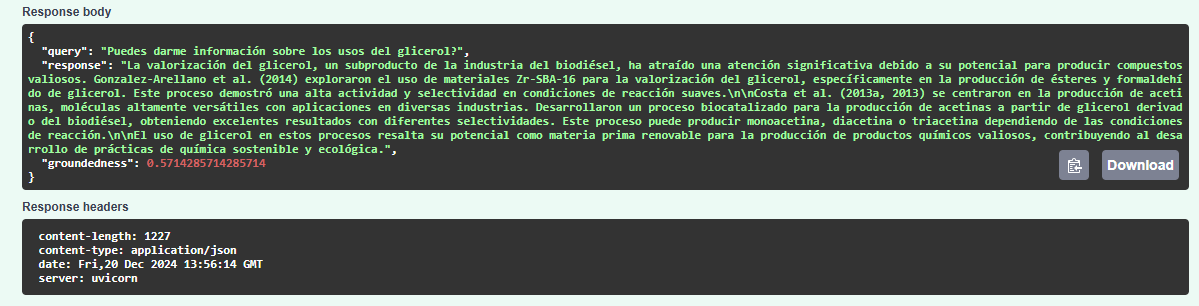 Response body
{
  "query": "Puedes darme información sobre los usos del glicerol?",
  "response": "La valorización del glicerol, un subproducto de la industria del biodiésel, ha atraído una atención significativa debido a su potencial para producir compuestos
valiosos. Gonzalez-Arellano et al. (2014) exploraron el uso de materiales Zr-SBA-16 para la valorización del glicerol, específicamente en la producción de ésteres y formaldehí
do de glicerol. Este proceso demostró una alta actividad y selectividad en condiciones de reacción suaves.\n\nCosta et al. (2013a, 2013) se centraron en la producción de aceti
nas, moléculas altamente versátiles con aplicaciones en diversas industrias. Desarrollaron un proceso biocatalizado para la producción de acetinas a partir de glicerol derivad
o del biodiésel, obteniendo excelentes resultados con diferentes selectividades. Este proceso puede producir monoacetina, diacetina o triacetina dependiendo de las condiciones
de reacción.\n\nEl uso de glicerol en estos procesos resalta su potencial como materia prima renovable para la producción de productos químicos valiosos, contribuyendo al desa
rrollo de prácticas de química sostenible y ecológica.",
  "groundedness": 0.5714285714285714
}
Download
Response headers
content-length: 1227
content-type: application/json
date: Fri,20 Dec 2024 13:56:14 GMT
server: uvicorn